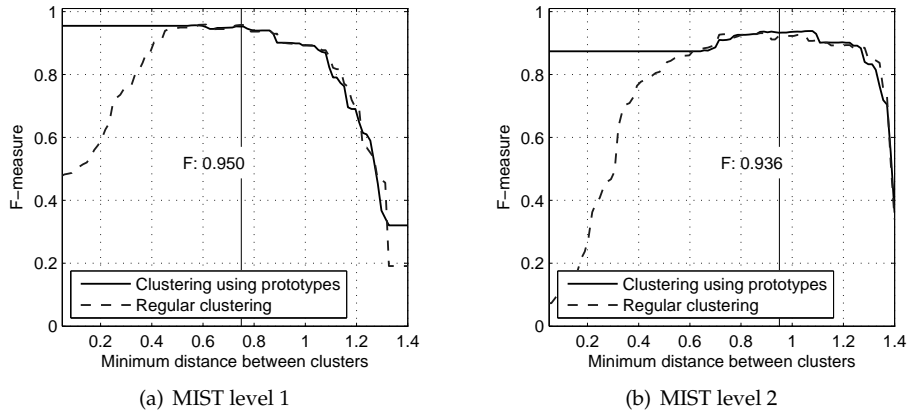 F−measure
1
0.8
0.6
0.4
0.2
0
F: 0.950
Clustering using prototypes
Regular clustering
0.2 0.4 0.6 0.8 1 1.2 1.4
Minimum distance between clusters
(a) MIST level 1
F−measure
1
0.8
0.6
0.4
0.2
0
F: 0.936
Clustering using prototypes
Regular clustering
0.2 0.4 0.6 0.8 1 1.2 1.4
Minimum distance between clusters
(b) MIST level 2